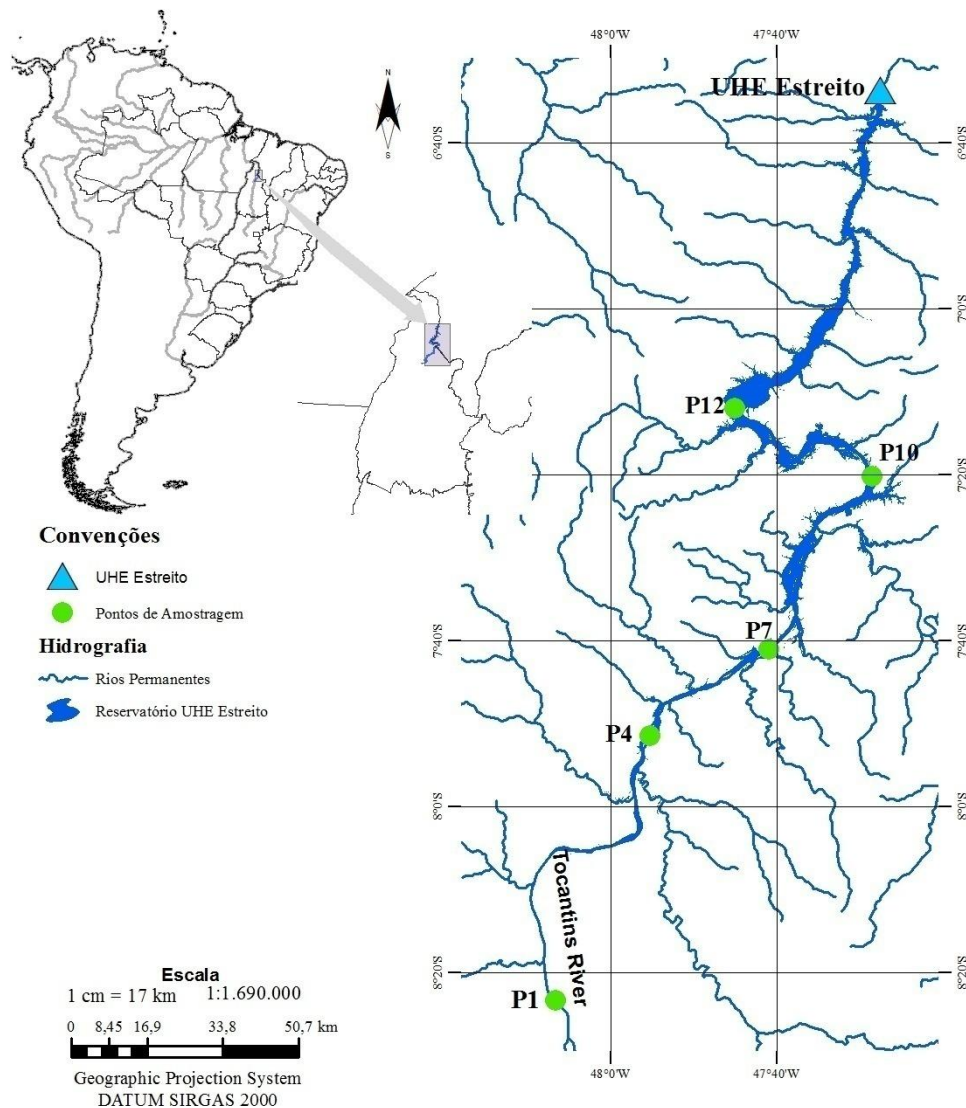 48°0'W
47°40'W
UHE Estreito
N
S
6°40'S
6°40'S
7°0'S
7°0'S
P12
P10
7°20'S
7°20'S
Convenções
UHE Estreito
Pontos de Amostragem
Hidrografia
Rios Permanentes
Reservatório UHE Estreito
P7
7°40'S
7°40'S
P4
8°0'S
8°0'S
Tocantins River
8°20'S
8°20'S
P1
Escala
1 cm = 17 km 1:1.690.000
0 8,45 16,9 33,8 50,7 km
Geographic Projection System
DATUM SIRGAS 2000
48°0'W
47°40'W